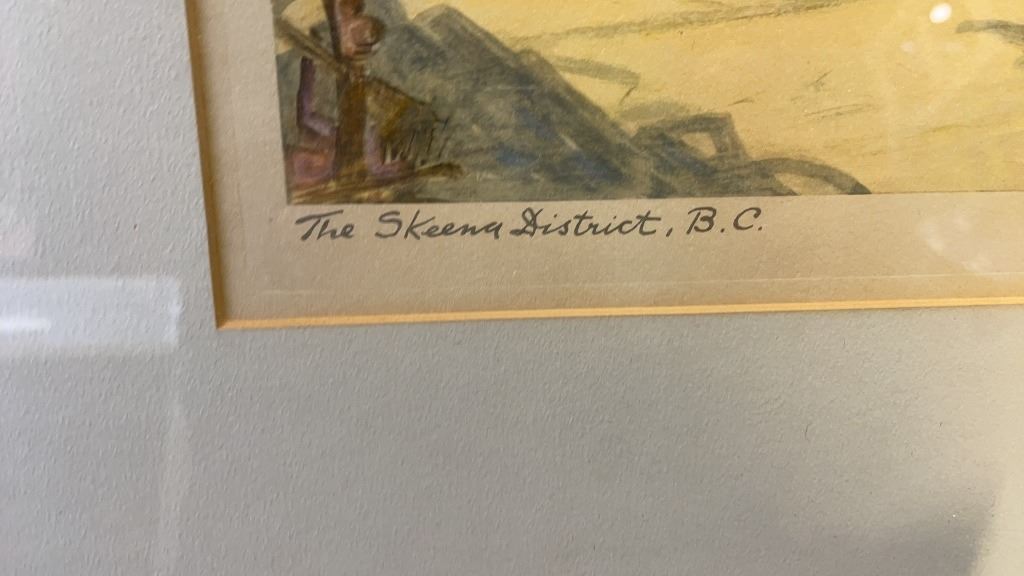 The Skeena District, B.C.